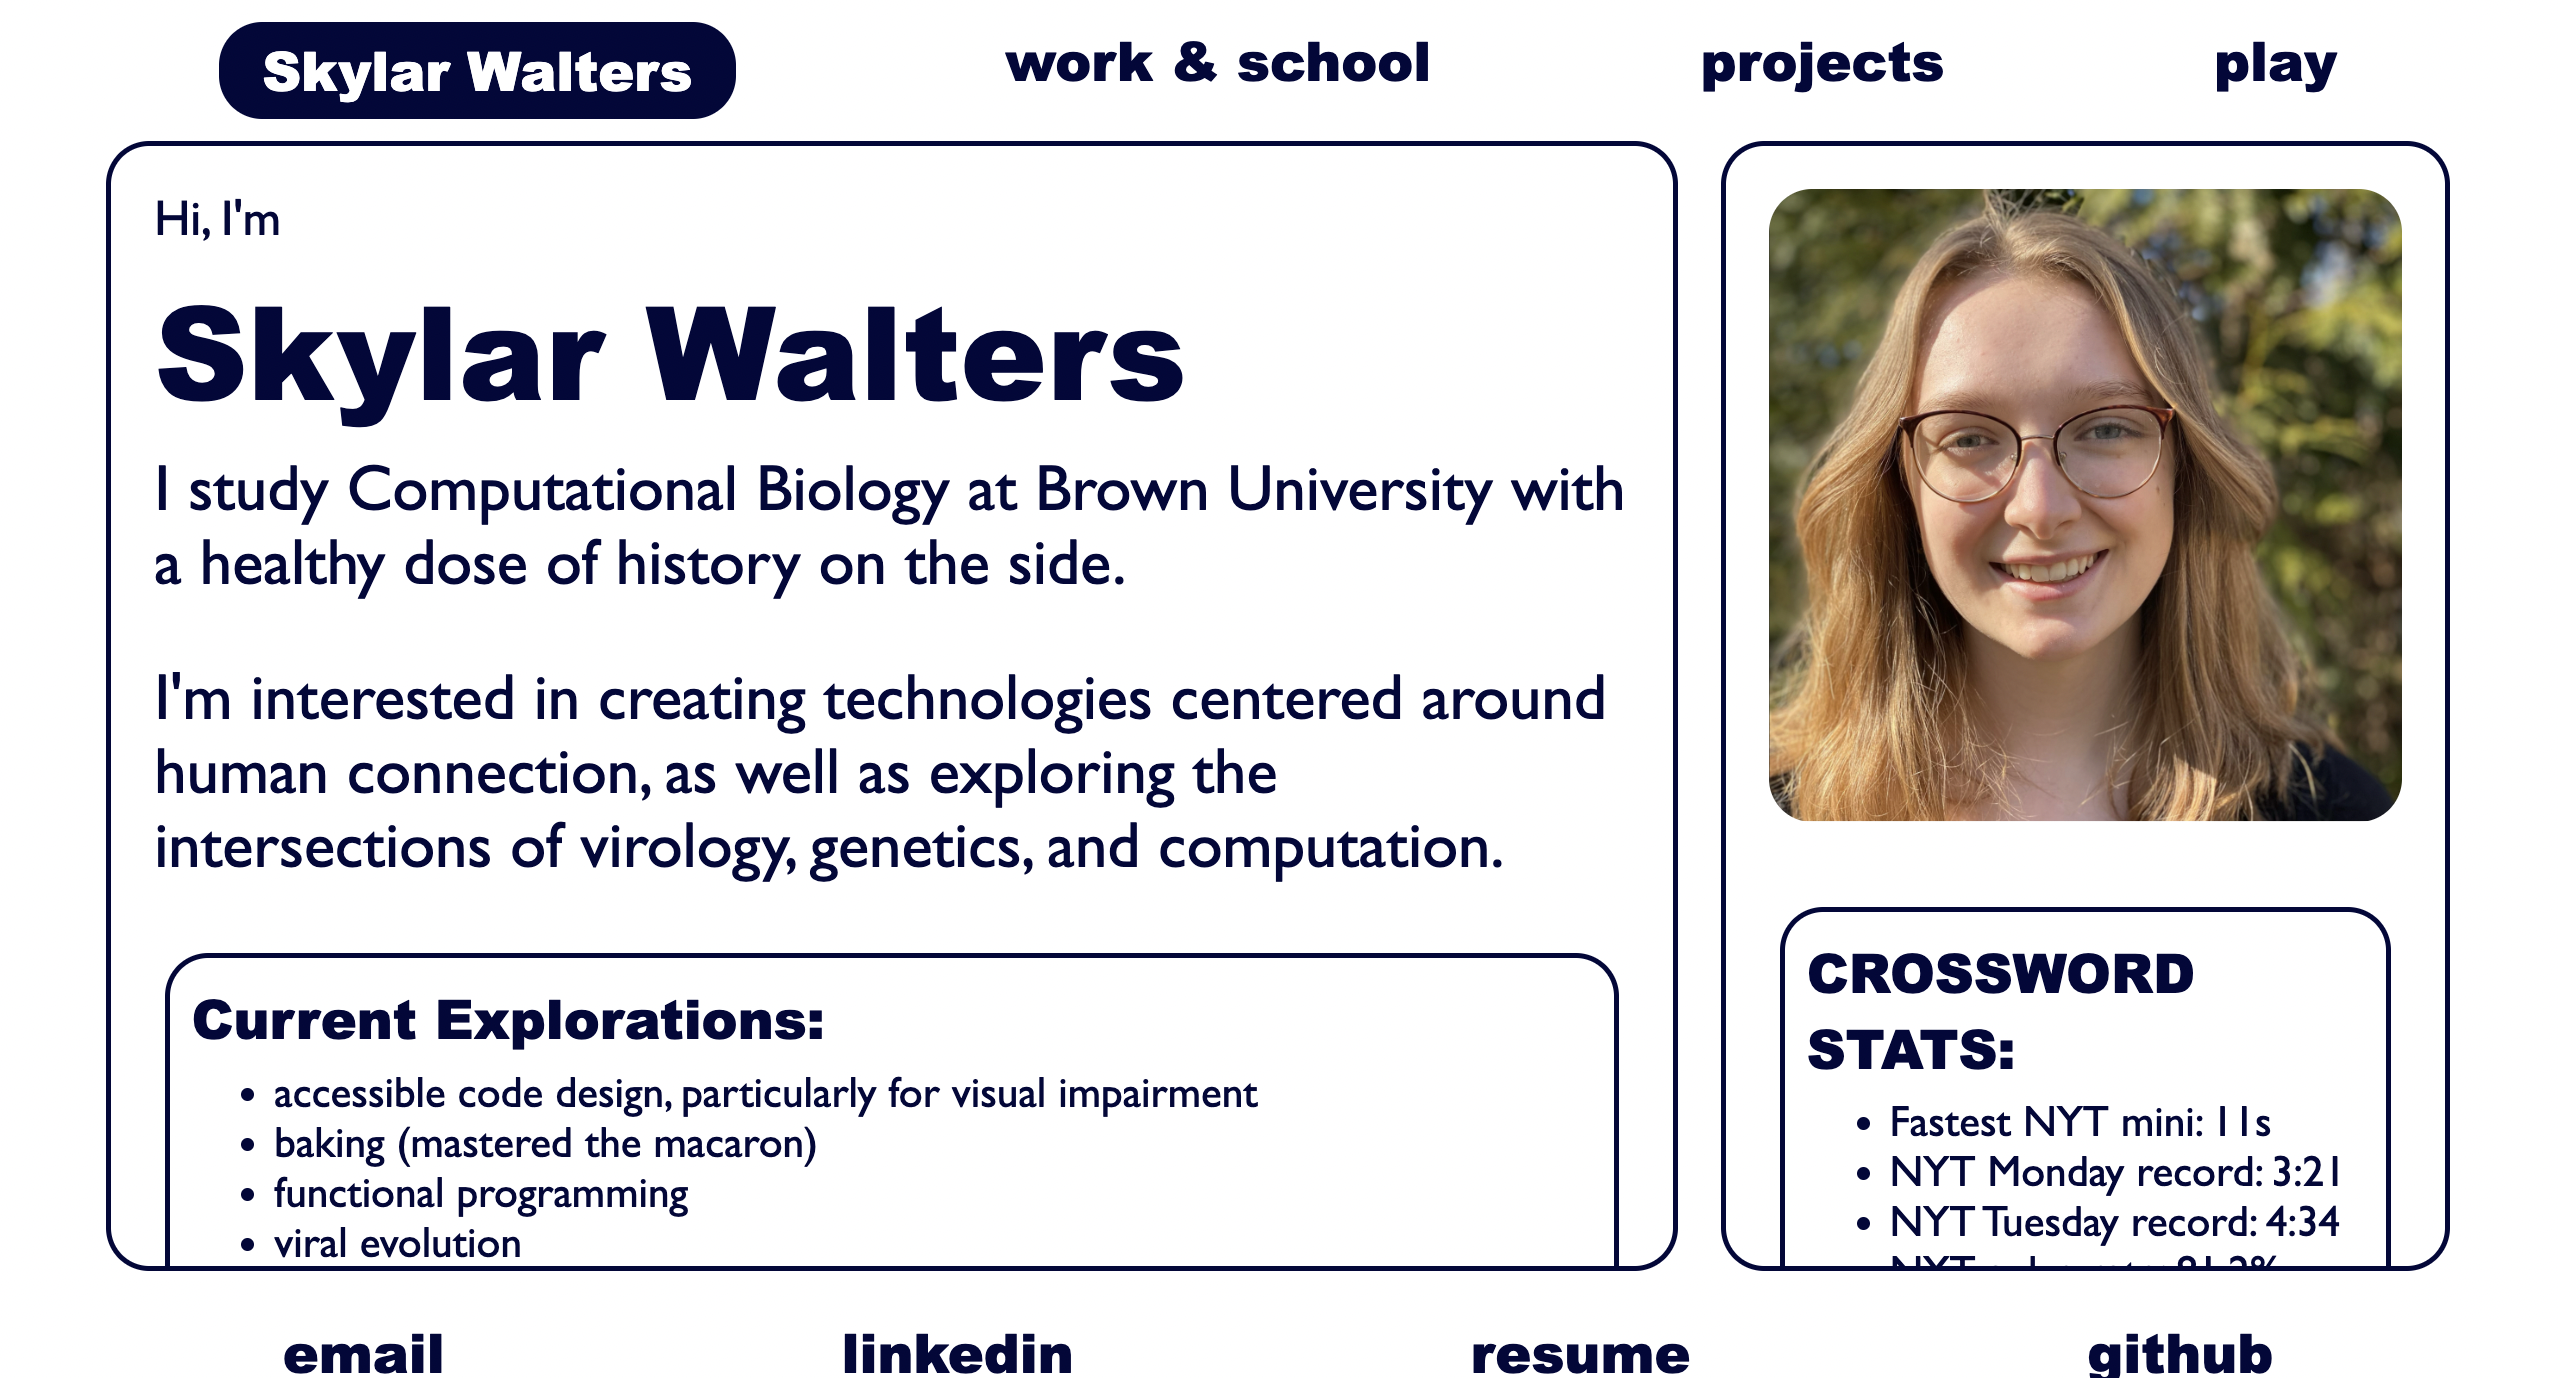 Skylar Walters
work & school
projects
play
Hi, I'm
Skylar Walters
I study Computational Biology at Brown University with
a healthy dose of history on the side.
I'm interested in creating technologies centered around
human connection, as well as exploring the
intersections of virology, genetics, and computation.
Current Explorations:
• accessible code design, particularly for visual impairment
• baking (mastered the macaron)
• functional programming
• viral evolution
CROSSWORD
STATS:
• Fastest NYT mini: 11s
• NYT Monday record: 3:21
• NYT Tuesday record: 4:34
email
linkedin
resume
github